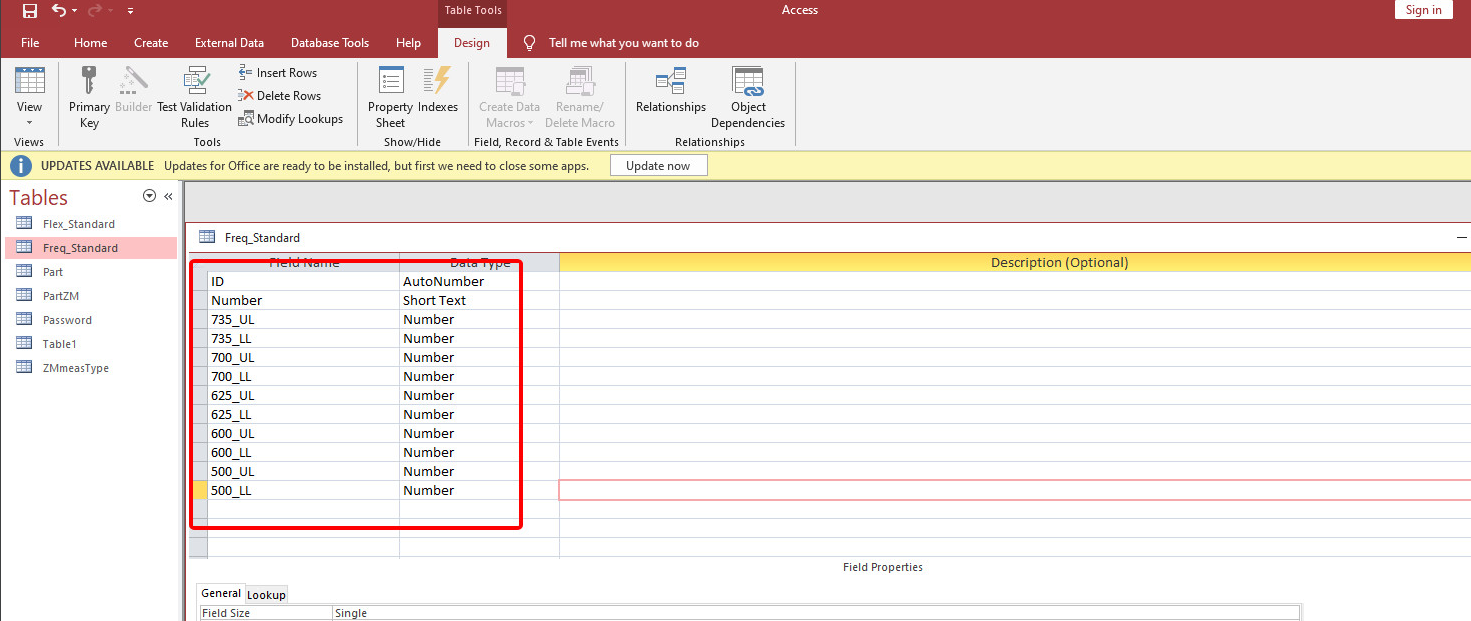 Table Tools
Access
Sign in
File Home Create External Data Database Tools Help Design Tell me what you want to do
View
Primary Key
Builder
Test Validation Rules
Insert Rows
Delete Rows
Modify Lookups
Property Sheet
Indexes
Create Data Macros
Rename/ Delete Macro
Relationships
Object Dependencies
Views Tools Show/Hide Field, Record & Table Events Relationships
UPDATES AVAILABLE Updates for Office are ready to be installed, but first we need to close some apps. Update now
Tables
Flex_Standard
Freq_Standard
Part
PartZM
Password
Table1
ZMmeasType
Freq_Standard
Field Name Data Type Description (Optional)
ID AutoNumber
Number Short Text
735_UL Number
735_LL Number
700_UL Number
700_LL Number
625_UL Number
625_LL Number
600_UL Number
600_LL Number
500_UL Number
500_LL Number
Field Properties
General Lookup
Field Size Single